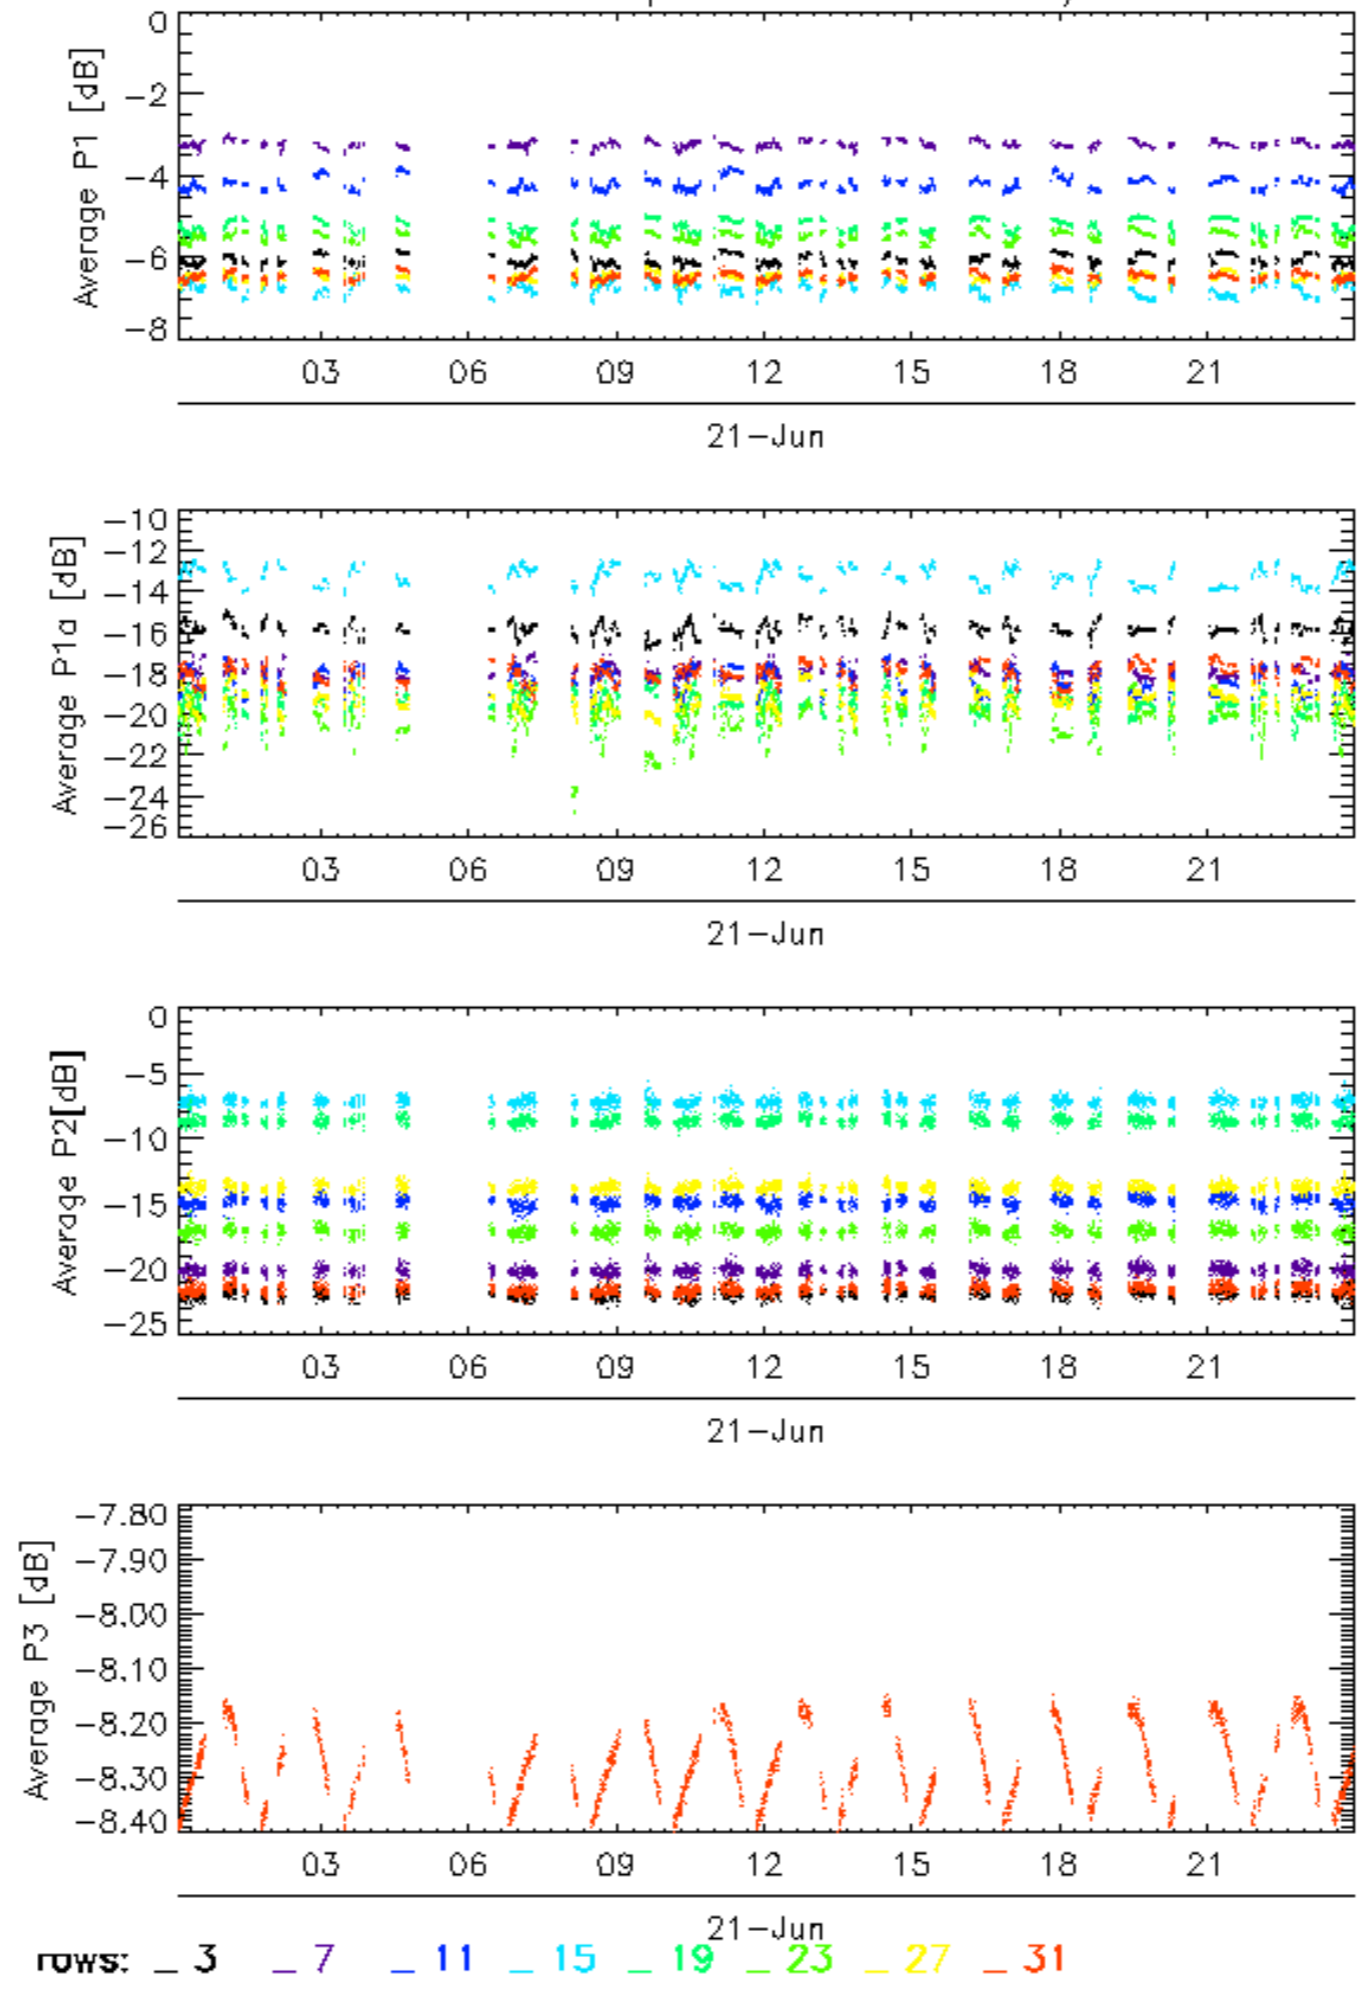 0
-2
-4
-6
-8
Average P1 [dB]
03 06 09 12 15 18 21
21-Jun
-10
-12
-14
-16
-18
-20
-22
-24
-26
Average P1a [dB]
03 06 09 12 15 18 21
21-Jun
0
-5
-10
-15
-20
-25
Average P2[dB]
03 06 09 12 15 18 21
21-Jun
-7.80
-7.90
-8.00
-8.10
-8.20
-8.30
-8.40
Average P3 [dB]
03 06 09 12 15 18 21
21-Jun
rows: _ 3 _ 7 _ 11 _ 15 _ 19 _ 23 _ 27 _ 31